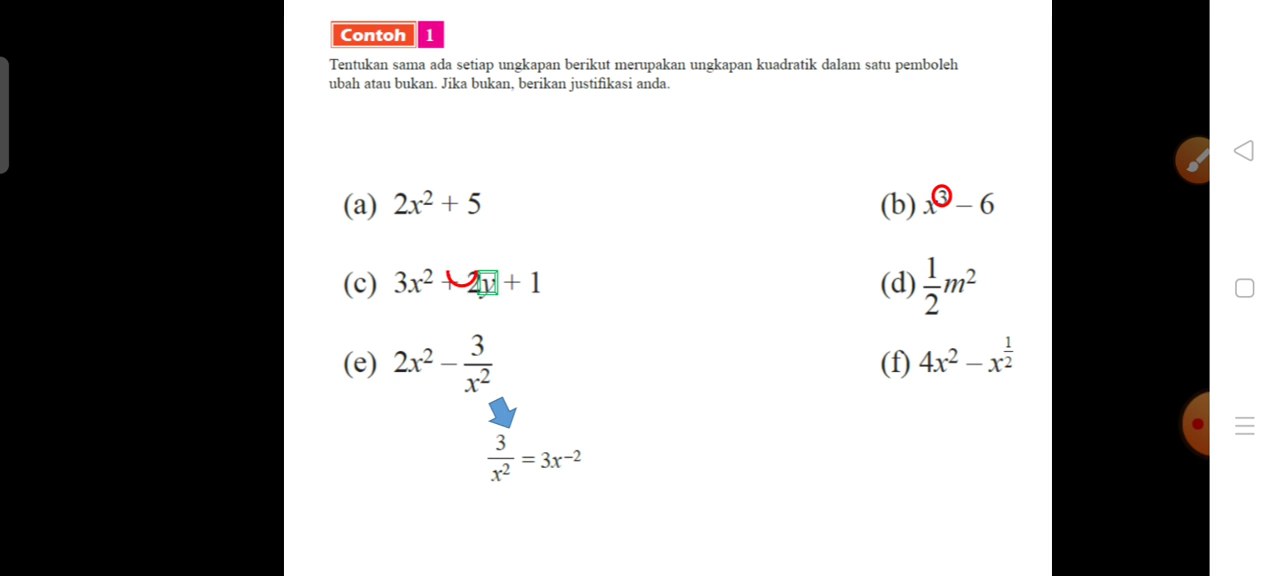 Contoh 1
Tentukan sama ada setiap ungkapan berikut merupakan ungkapan kuadratik dalam satu pemboleh
ubah atau bukan. Jika bukan, berikan justifikasi anda.
(a) 2x² + 5
(b) x³ – 6
(c) 3x² + 2y + 1
(d) 1/2 m²
(e) 2x² – 3/x²
(f) 4x² – x^(1/2)
3/x² = 3x⁻²